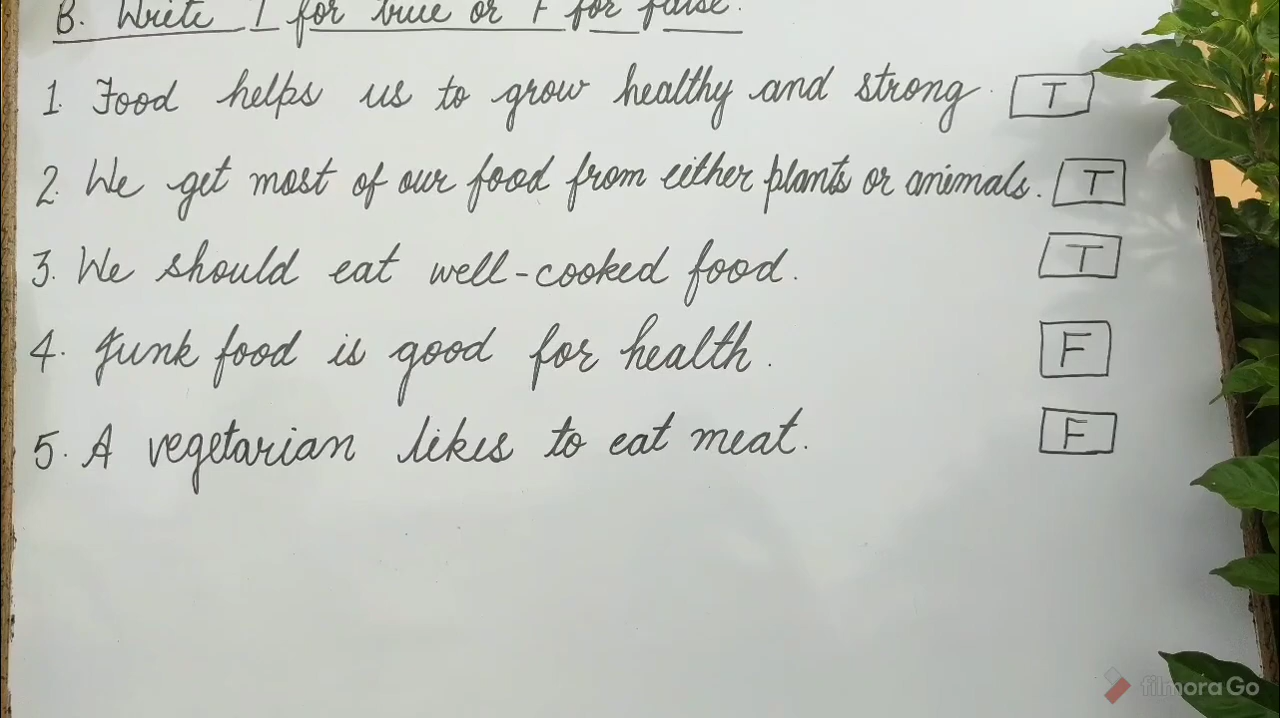 B. Write T for true or F for false.
1. Food helps us to grow healthy and strong. T
2. We get most of our food from either plants or animals. T
3. We should eat well-cooked food. T
4. Junk food is good for health. F
5. A vegetarian likes to eat meat. F
filmora Go